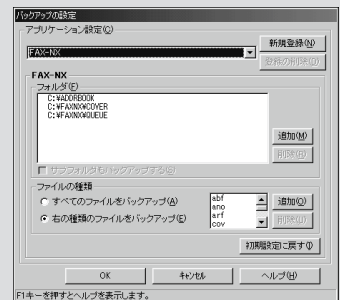 バックアップの設定
アプリケーション設定(C)
FAX-NX
新規登録(N)
登録の削除(D)
FAX-NX
フォルダ(F)
C:¥ADDRBOOK
C:¥FAXNX¥COVER
C:¥FAXNX¥QUEUE
追加(M)
削除(R)
サブフォルダもバックアップする(S)
ファイルの種類
すべてのファイルをバックアップ(A)
右の種類のファイルをバックアップ(E)
abf
ano
arf
cov
追加(O)
削除(U)
初期設定に戻す(I)
OK
キャンセル
ヘルプ(H)
F1キーを押すとヘルプを表示します。